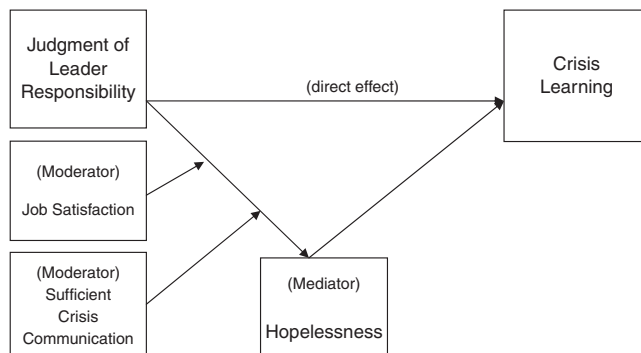 Judgment of
Leader
Responsibility
(direct effect)
Crisis
Learning
(Moderator)
Job Satisfaction
(Moderator)
Sufficient
Crisis
Communication
(Mediator)
Hopelessness